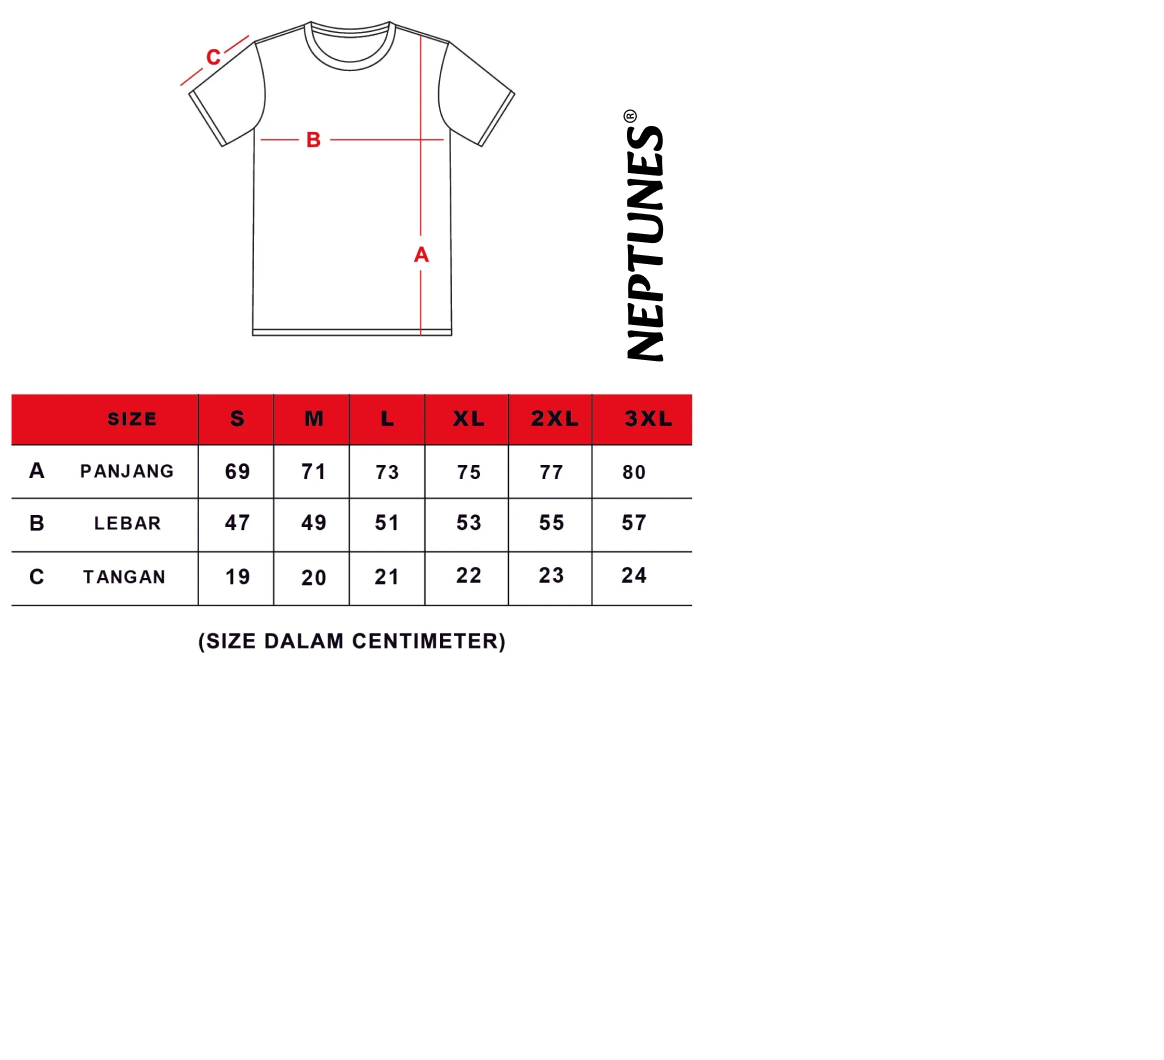 C
B
A
NEPTUNES®
SIZE S M L XL 2XL 3XL
A PANJANG 69 71 73 75 77 80
B LEBAR 47 49 51 53 55 57
C TANGAN 19 20 21 22 23 24
(SIZE DALAM CENTIMETER)